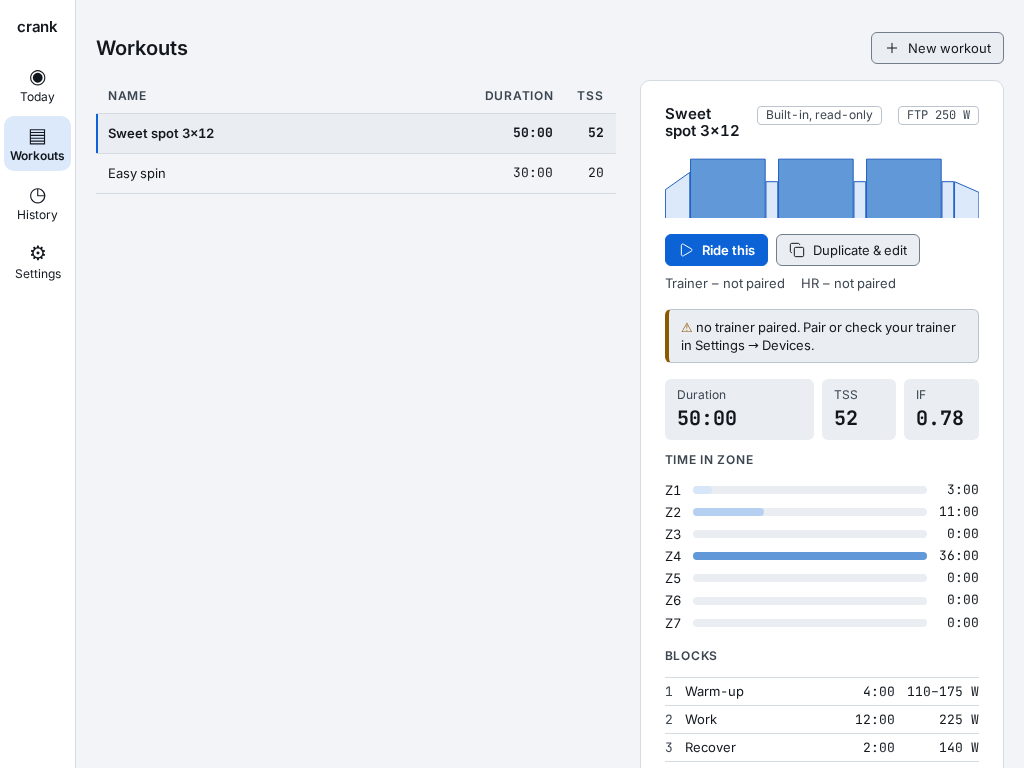 crank
Today
Workouts
History
Settings
Workouts
New workout
NAME DURATION TSS
Sweet spot 3×12 50:00 52
Easy spin 30:00 20
Sweet
spot 3×12
Built-in, read-only
FTP 250 W
Ride this
Duplicate & edit
Trainer – not paired HR – not paired
⚠ no trainer paired. Pair or check your trainer
in Settings → Devices.
Duration TSS IF
50:00 52 0.78
TIME IN ZONE
Z1 3:00
Z2 11:00
Z3 0:00
Z4 36:00
Z5 0:00
Z6 0:00
Z7 0:00
BLOCKS
1 Warm-up 4:00 110–175 W
2 Work 12:00 225 W
3 Recover 2:00 140 W